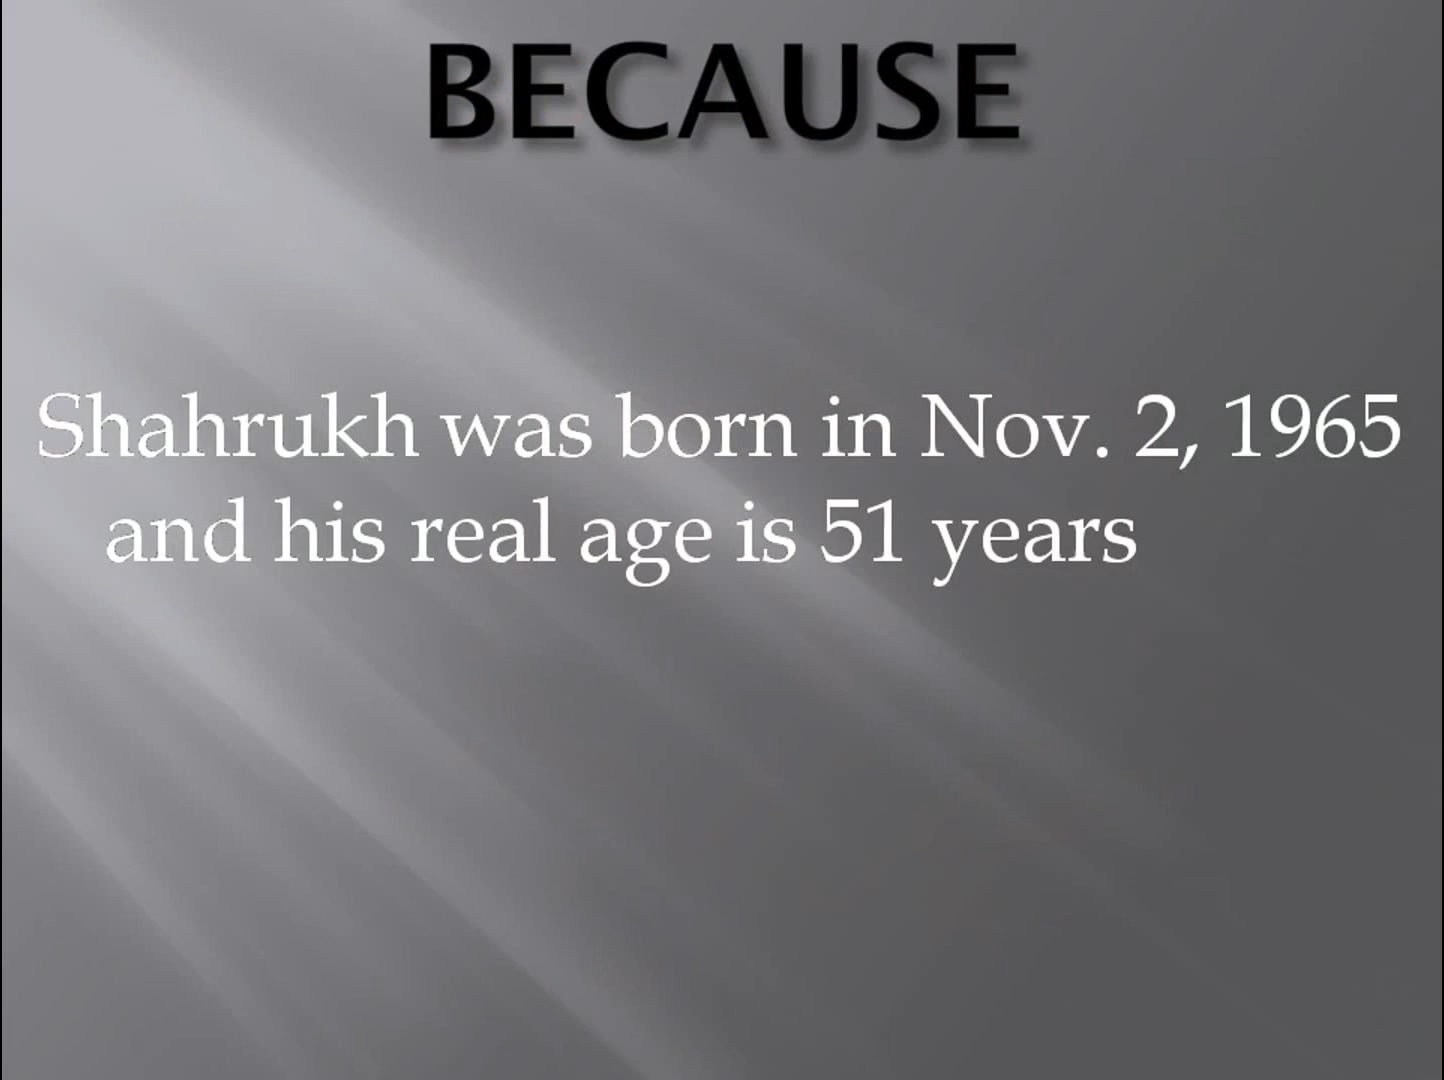 BECAUSE
Shahrukh was born in Nov. 2, 1965
and his real age is 51 years